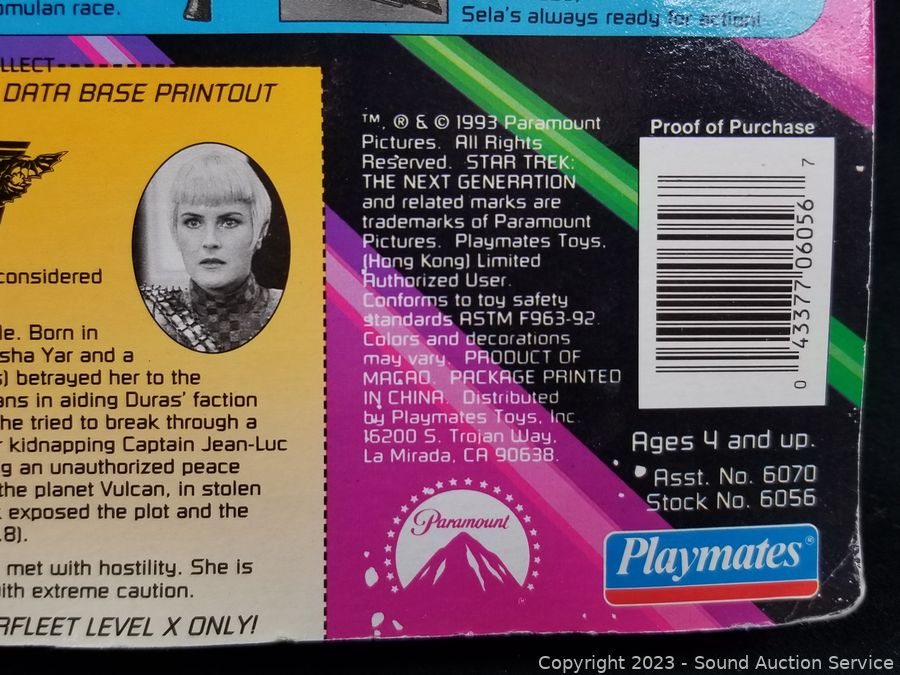 omulan race.
Sela's always ready for action!
LLECT
DATA BASE PRINTOUT
considered
le. Born in
sha Yar and a
s) betrayed her to the
ans in aiding Duras' faction
he tried to break through a
r kidnapping Captain Jean-Luc
g an unauthorized peace
the planet Vulcan, in stolen
exposed the plot and the
.8).
met with hostility. She is
ith extreme caution.
RFLEET LEVEL X ONLY!
™, ® & © 1993 Paramount
Pictures. All Rights
Reserved. STAR TREK:
THE NEXT GENERATION
and related marks are
trademarks of Paramount
Pictures. Playmates Toys,
(Hong Kong) Limited
Authorized User.
Conforms to toy safety
standards ASTM F963-92.
Colors and decorations
may vary. PRODUCT OF
MACAO. PACKAGE PRINTED
IN CHINA. Distributed
by Playmates Toys, Inc.
16200 S. Trojan Way,
La Mirada, CA 90638.
Paramount
®
Proof of Purchase
0 43377 06056 7
Ages 4 and up.
Asst. No. 6070
Stock No. 6056
Playmates®
Copyright 2023 - Sound Auction Service